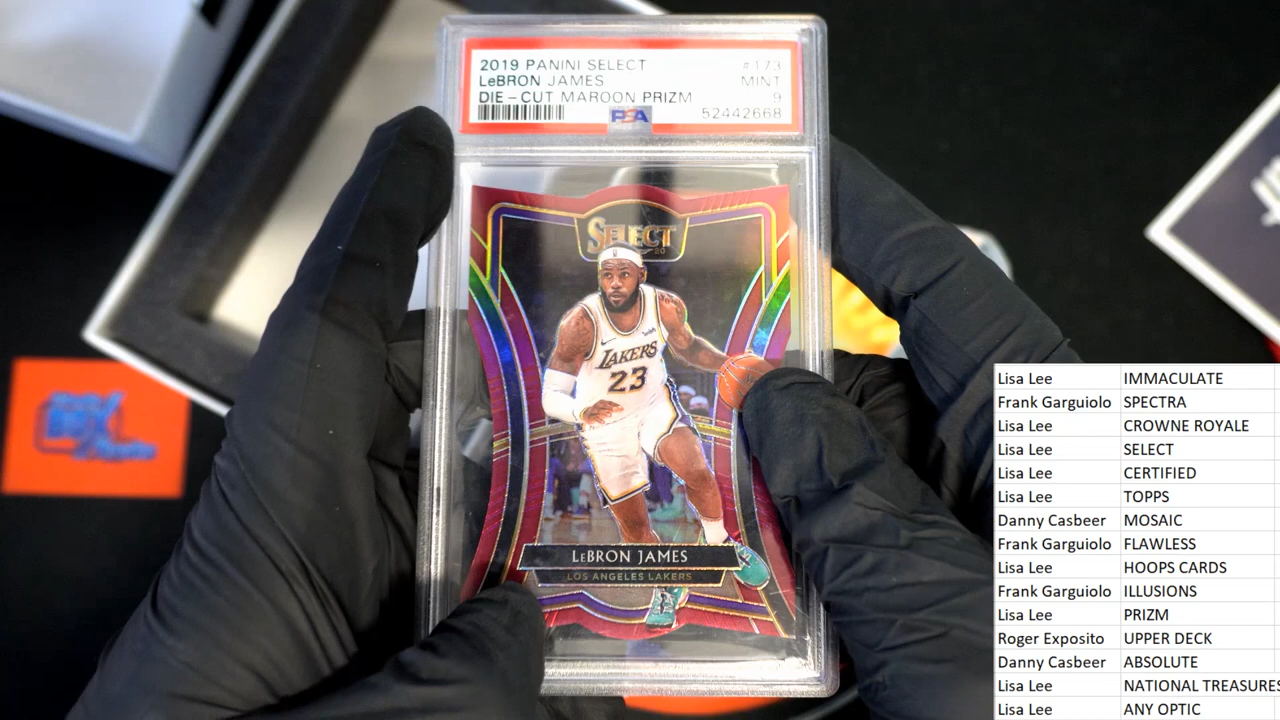 2019 PANINI SELECT #173
LeBRON JAMES MINT
DIE-CUT MAROON PRIZM 9
PSA 52442668
SELECT
LAKERS
23
LeBRON JAMES
LOS ANGELES LAKERS
Lisa Lee IMMACULATE
Frank Garguiolo SPECTRA
Lisa Lee CROWNE ROYALE
Lisa Lee SELECT
Lisa Lee CERTIFIED
Lisa Lee TOPPS
Danny Casbeer MOSAIC
Frank Garguiolo FLAWLESS
Lisa Lee HOOPS CARDS
Frank Garguiolo ILLUSIONS
Lisa Lee PRIZM
Roger Exposito UPPER DECK
Danny Casbeer ABSOLUTE
Lisa Lee NATIONAL TREASURES
Lisa Lee ANY OPTIC